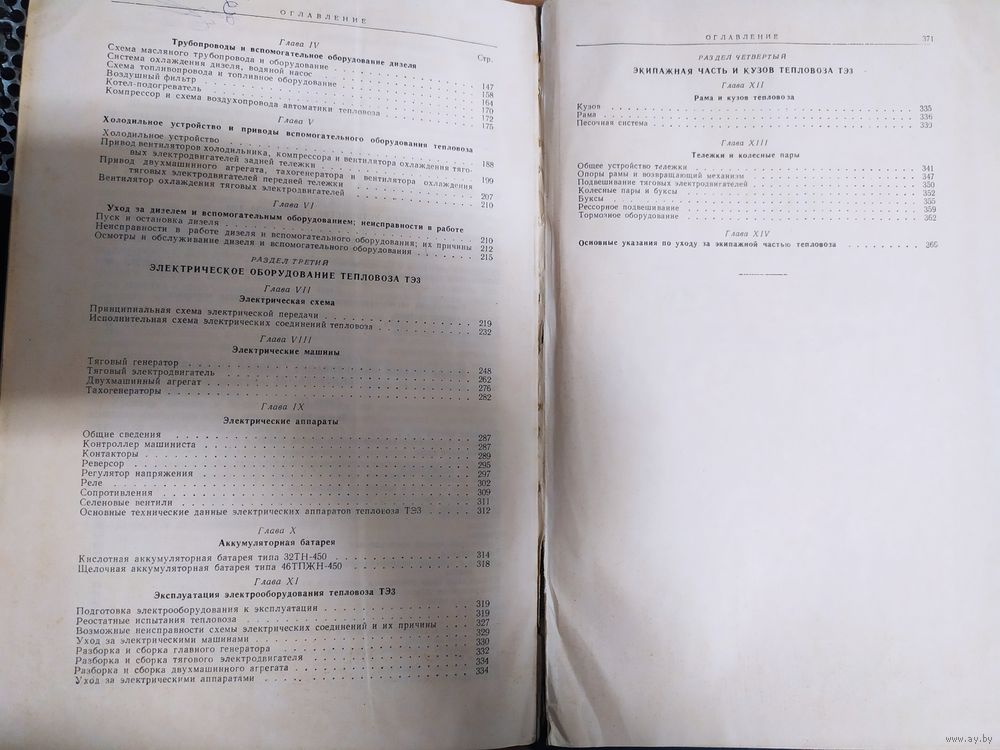 ОГЛАВЛЕНИЕ
Глава IV
Трубопроводы и вспомогательное оборудование дизеля
Стр.
Схема масляного трубопровода и оборудование . . . 147
Система охлаждения дизеля, водяной насос . . . 158
Схема топливопровода и топливное оборудование . . . 164
Воздушный фильтр . . . 170
Котел-подогреватель . . . 172
Компрессор и схема воздухопровода автоматики тепловоза . . . 175
Глава V
Холодильное устройство и приводы вспомогательного оборудования тепловоза
Холодильное устройство . . . 188
Привод вентиляторов холодильника, компрессора и вентилятора охлаждения тяго-
вых электродвигателей задней тележки . . . 199
Привод двухмашинного агрегата, тахогенератора и вентилятора охлаждения
тяговых электродвигателей передней тележки . . . 207
Вентилятор охлаждения тяговых электродвигателей . . . 210
Глава VI
Уход за дизелем и вспомогательным оборудованием; неисправности в работе
Пуск и остановка дизеля . . . 210
Неисправности в работе дизеля и вспомогательного оборудования; их причины 212
Осмотры и обслуживание дизеля и вспомогательного оборудования . . . 215
РАЗДЕЛ ТРЕТИЙ
ЭЛЕКТРИЧЕСКОЕ ОБОРУДОВАНИЕ ТЕПЛОВОЗА ТЭ3
Глава VII
Электрическая схема
Принципиальная схема электрической передачи . . . 219
Исполнительная схема электрических соединений тепловоза . . . 232
Глава VIII
Электрические машины
Тяговый генератор . . . 248
Тяговый электродвигатель . . . 262
Двухмашинный агрегат . . . 276
Тахогенераторы . . . 282
Глава IX
Электрические аппараты
Общие сведения . . . 287
Контроллер машиниста . . . 287
Контакторы . . . 289
Реверсор . . . 295
Регулятор напряжения . . . 297
Реле . . . 302
Сопротивления . . . 309
Селеновые вентили . . . 311
Основные технические данные электрических аппаратов тепловоза ТЭ3 . . . 312
Глава X
Аккумуляторная батарея
Кислотная аккумуляторная батарея типа 32ТН-450 . . . 314
Щелочная аккумуляторная батарея типа 46ТПЖН-450 . . . 318
Глава XI
Эксплуатация электрооборудования тепловоза ТЭ3
Подготовка электрооборудования к эксплуатации . . . 319
Реостатные испытания тепловоза . . . 319
Возможные неисправности схемы электрических соединений и их причины . . . 327
Уход за электрическими машинами . . . 329
Разборка и сборка главного генератора . . . 330
Разборка и сборка тягового электродвигателя . . . 332
Разборка и сборка двухмашинного агрегата . . . 334
Уход за электрическими аппаратами . . . 334
ОГЛАВЛЕНИЕ 371
РАЗДЕЛ ЧЕТВЕРТЫЙ
ЭКИПАЖНАЯ ЧАСТЬ И КУЗОВ ТЕПЛОВОЗА ТЭ3
Глава XII
Рама и кузов тепловоза
Кузов . . . 335
Рама . . . 336
Песочная система . . . 339
Глава XIII
Тележки и колесные пары
Общее устройство тележки . . . 341
Опоры рамы и возвращающий механизм . . . 347
Подвешивание тяговых электродвигателей . . . 350
Колесные пары и буксы . . . 352
Буксы . . . 355
Рессорное подвешивание . . . 359
Тормозное оборудование . . . 362
Глава XIV
Основные указания по уходу за экипажной частью тепловоза . . . 365
www.ay.by